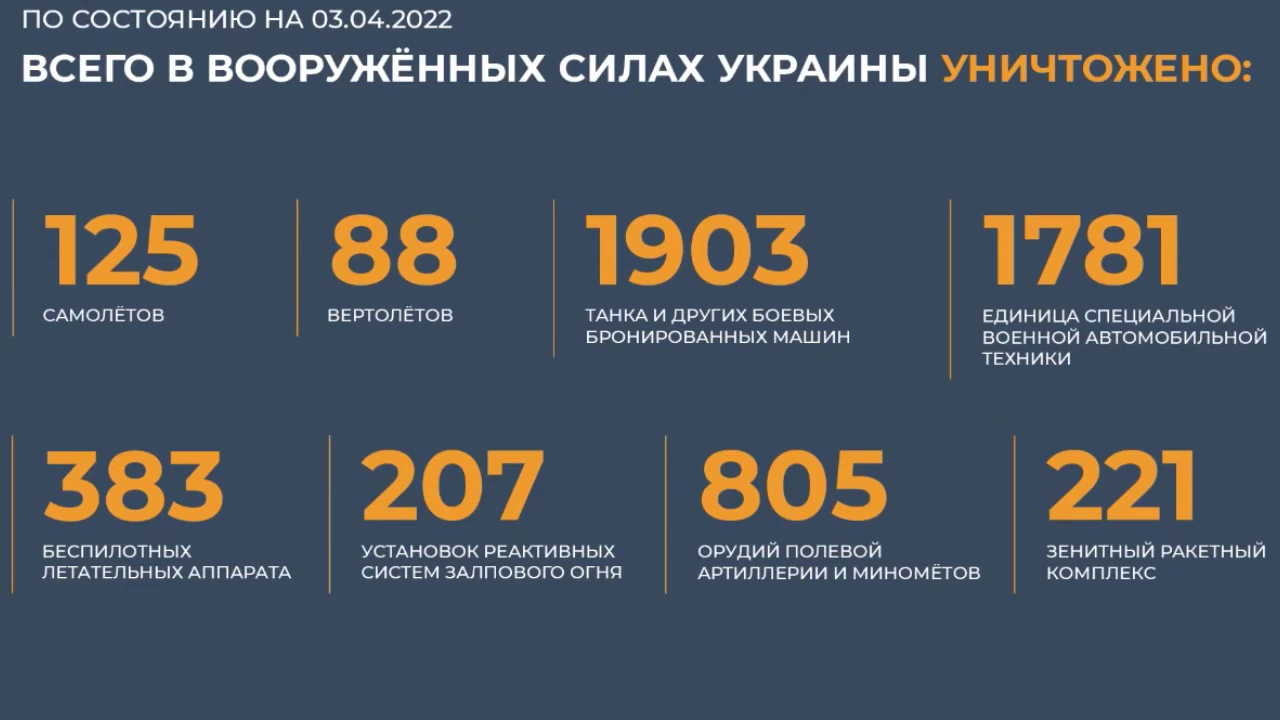 ПО СОСТОЯНИЮ НА 03.04.2022
ВСЕГО В ВООРУЖЁННЫХ СИЛАХ УКРАИНЫ УНИЧТОЖЕНО:
125
САМОЛЁТОВ
88
ВЕРТОЛЁТОВ
1903
ТАНКА И ДРУГИХ БОЕВЫХ
БРОНИРОВАННЫХ МАШИН
1781
ЕДИНИЦА СПЕЦИАЛЬНОЙ
ВОЕННОЙ АВТОМОБИЛЬНОЙ
ТЕХНИКИ
383
БЕСПИЛОТНЫХ
ЛЕТАТЕЛЬНЫХ АППАРАТА
207
УСТАНОВОК РЕАКТИВНЫХ
СИСТЕМ ЗАЛПОВОГО ОГНЯ
805
ОРУДИЙ ПОЛЕВОЙ
АРТИЛЛЕРИИ И МИНОМЁТОВ
221
ЗЕНИТНЫЙ РАКЕТНЫЙ
КОМПЛЕКС